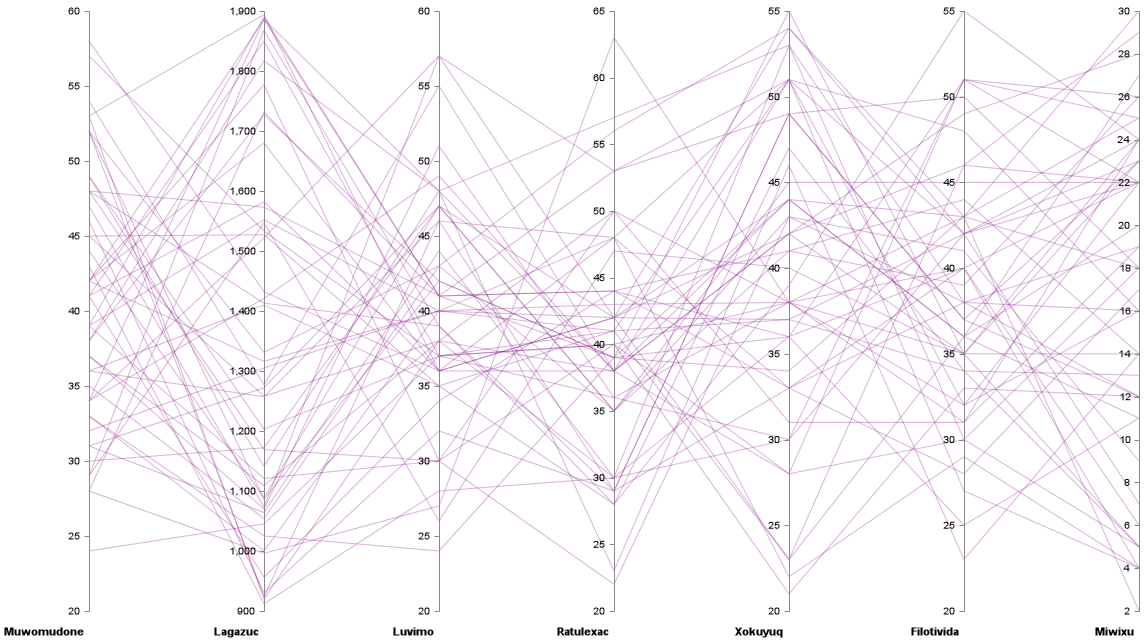 60 1,900 60 65 55 55 30
28
1,800 60 26
55 55 50 50 24
1,700 55 22
50 1,600 50 50 45 45 20
45 1,500 45 45 40 40 18
40 1,400 40 40 16
35 1,300 35 35 35 35 14
12
30 1,200 30 30 30 30 10
1,100 8
25 1,000 25 25 25 25 6
4
20 900 20 20 20 20 2
Muwomudone Lagazuc Luvimo Ratulexac Xokuyuq Filotivida Miwixu